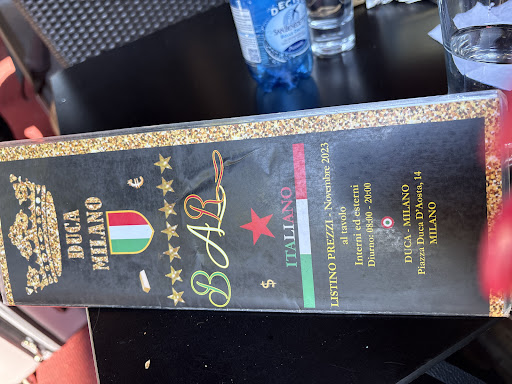 DUCA
MILANO
€
BAR
$
ITALIANO
LISTINO PREZZI - Novembre 2023
Interni ed esterni
al tavolo
Diurno: 08:00 - 20:00
DUCA - MILANO
Piazza Duca D'Aosta, 14
MILANO